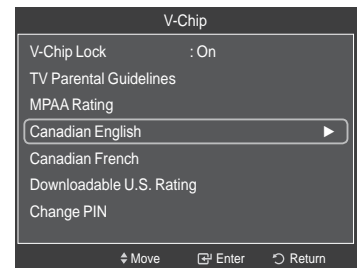 V-Chip
V-Chip Lock : On
TV Parental Guidelines
MPAA Rating
Canadian English
Canadian French
Downloadable U.S. Rating
Change PIN
Move Enter Return